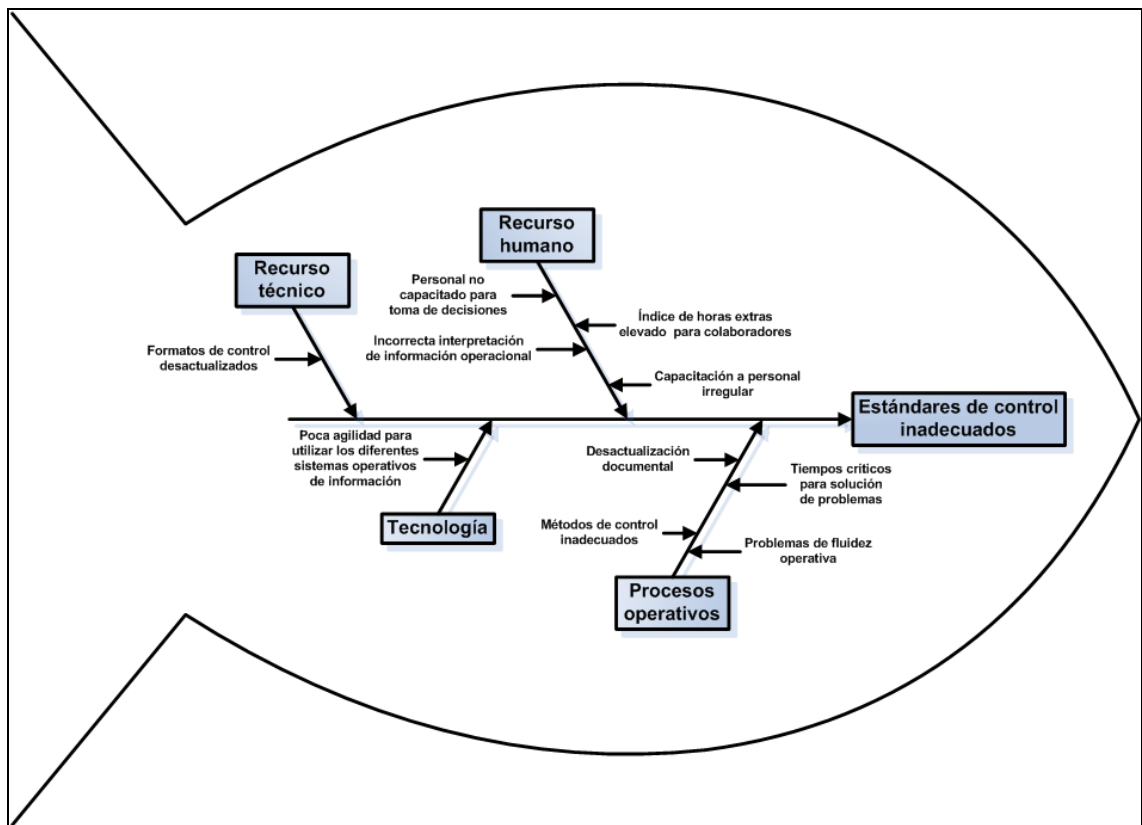 Recurso
humano
Recurso
técnico
Personal no
capacitado para
toma de decisiones
Índice de horas extras
elevado para colaboradores
Incorrecta interpretación
de información operacional
Formatos de control
desactualizados
Capacitación a personal
irregular
Estándares de control
inadecuados
Poca agilidad para
utilizar los diferentes
sistemas operativos
de información
Desactualización
documental
Tiempos críticos
para solución
de problemas
Tecnología
Métodos de control
inadecuados
Problemas de fluidez
operativa
Procesos
operativos